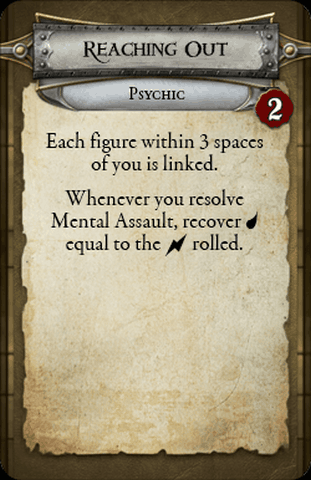 Reaching Out
Psychic
2
Each figure within 3 spaces
of you is linked.
Whenever you resolve
Mental Assault, recover
equal to the rolled.